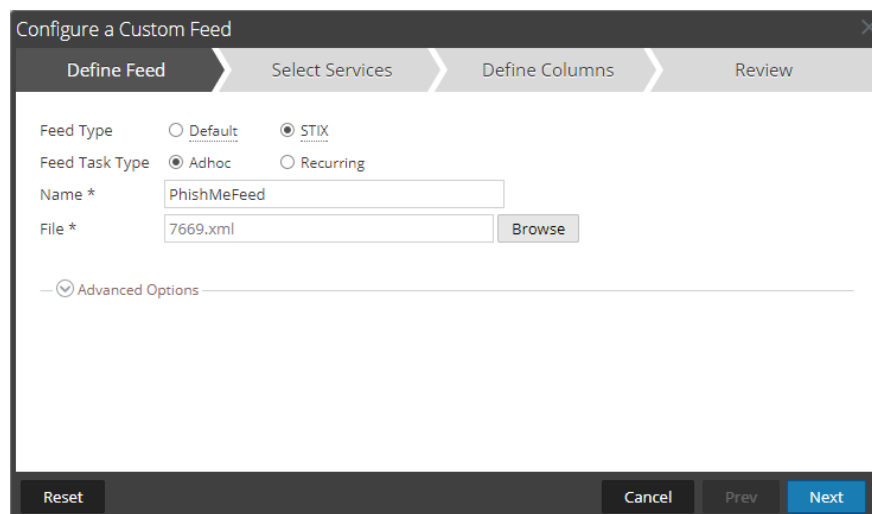 Configure a Custom Feed
Define Feed Select Services Define Columns Review
Feed Type Default STIX
Feed Task Type Adhoc Recurring
Name * PhishMeFeed
File * 7669.xml Browse
Advanced Options
Reset Cancel Prev Next